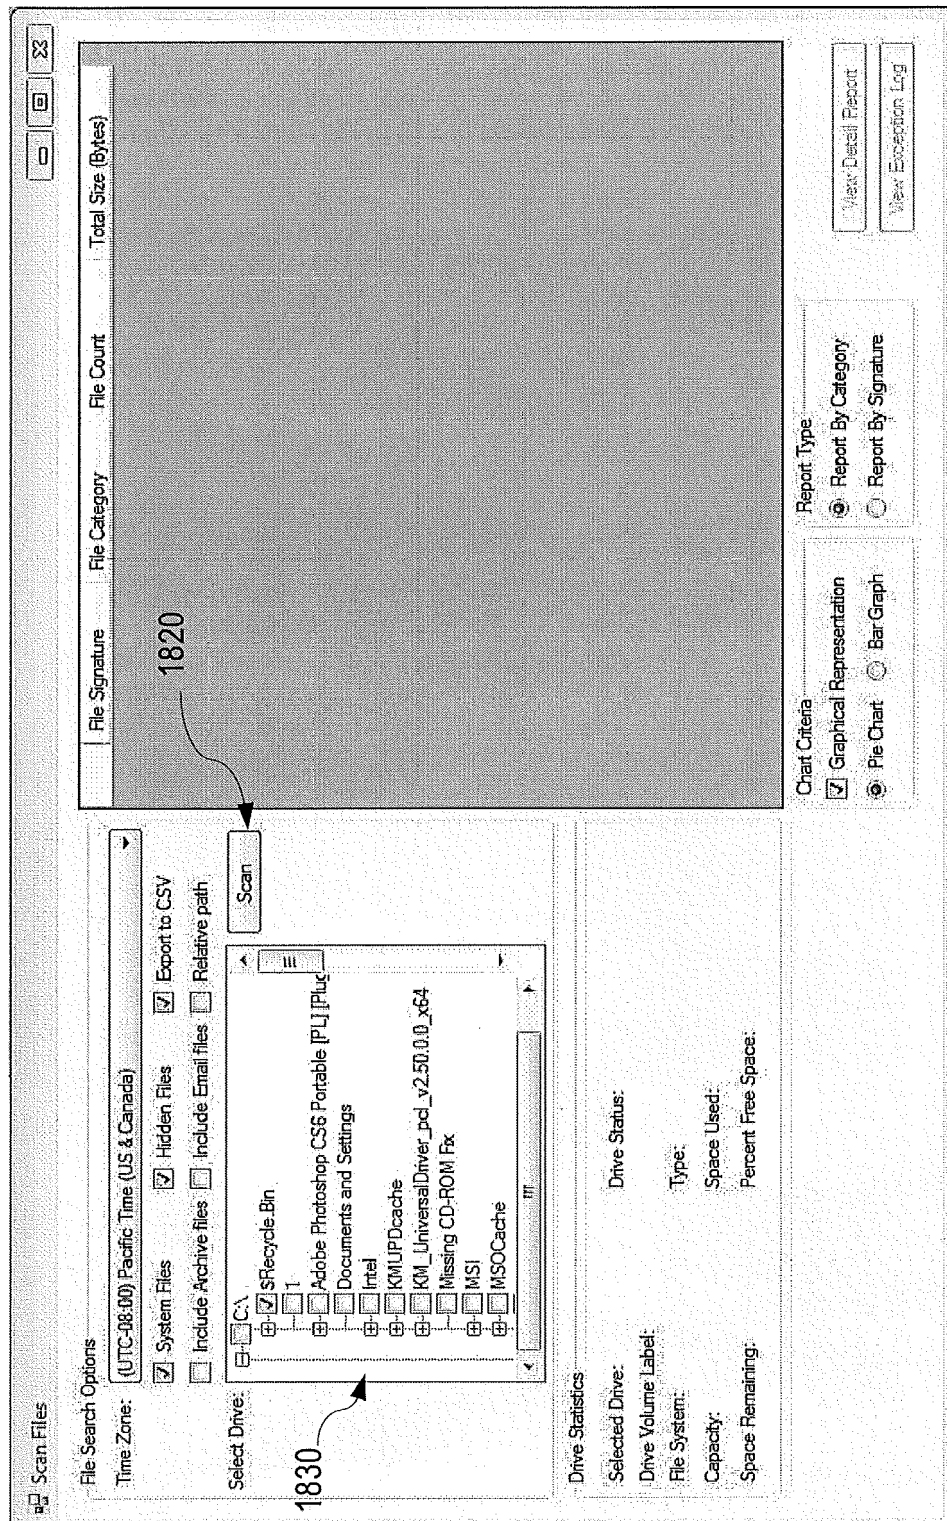 Scan Files
File Search Options
Time Zone: (UTC-08:00) Pacific Time (US & Canada)
System Files Hidden Files Export to CSV
Include Archive files Include Email files Relative path
Select Drive:
Scan
C:\
$Recycle.Bin
1
Adobe Photoshop CS6 Portable [PL] [Plug
Documents and Settings
Intel
KMUPDcache
KM_UniversalDriver_pcl_v2.50.0.0_x64
Missing CD-ROM Fix
MSI
MSOCache
1830
1820
Drive Statistics
Selected Drive: Drive Status:
Drive Volume Label:
File System: Type:
Capacity: Space Used:
Space Remaining: Percent Free Space:
File Signature File Category File Count Total Size (Bytes)
Chart Criteria
Graphical Representation
Pie Chart Bar Graph
Report Type
Report By Category
Report By Signature
View Detail Report
View Exception Log